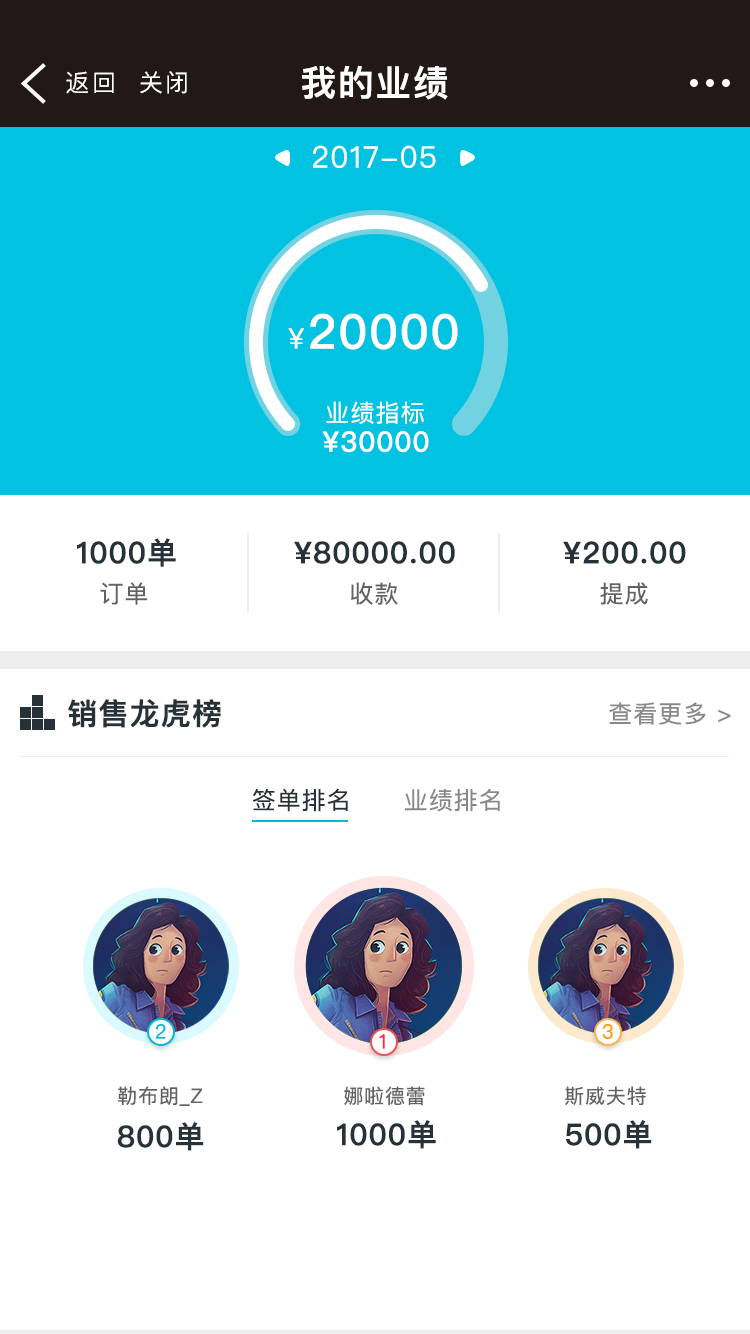 返回 关闭 我的业绩
2017-05
¥20000
业绩指标
¥30000
1000单 ¥80000.00 ¥200.00
订单 收款 提成
销售龙虎榜 查看更多 >
签单排名 业绩排名
2 1 3
勒布朗_Z 娜啦德蕾 斯威夫特
800单 1000单 500单